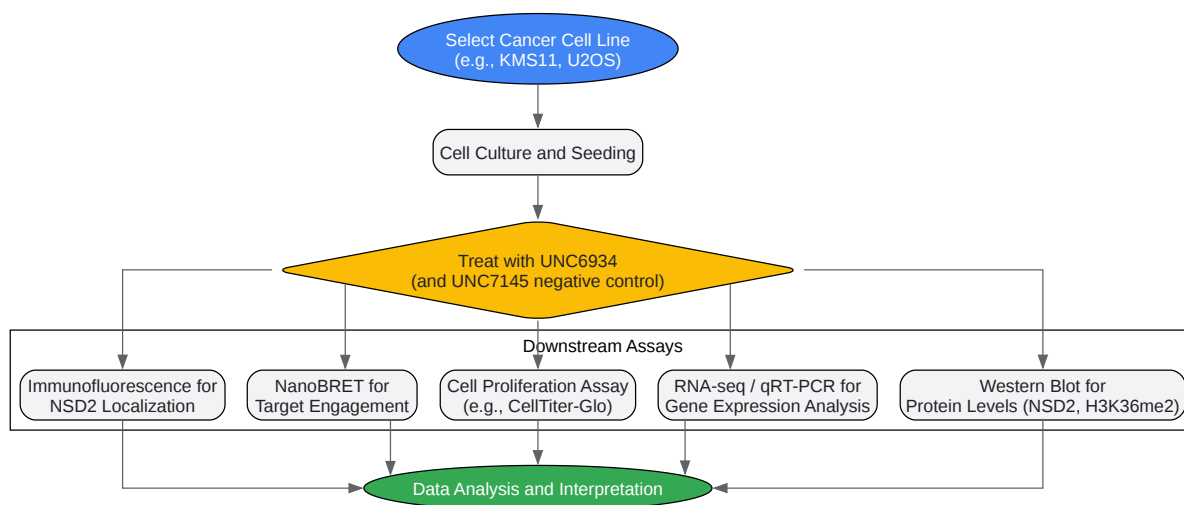 Select Cancer Cell Line
(e.g., KMS11, U2OS)
Cell Culture and Seeding
Treat with UNC6934
(and UNC7145 negative control)
Downstream Assays
Immunofluorescence for
NSD2 Localization
NanoBRET for
Target Engagement
Cell Proliferation Assay
(e.g., CellTiter-Glo)
RNA-seq / qRT-PCR for
Gene Expression Analysis
Western Blot for
Protein Levels (NSD2, H3K36me2)
Data Analysis and Interpretation